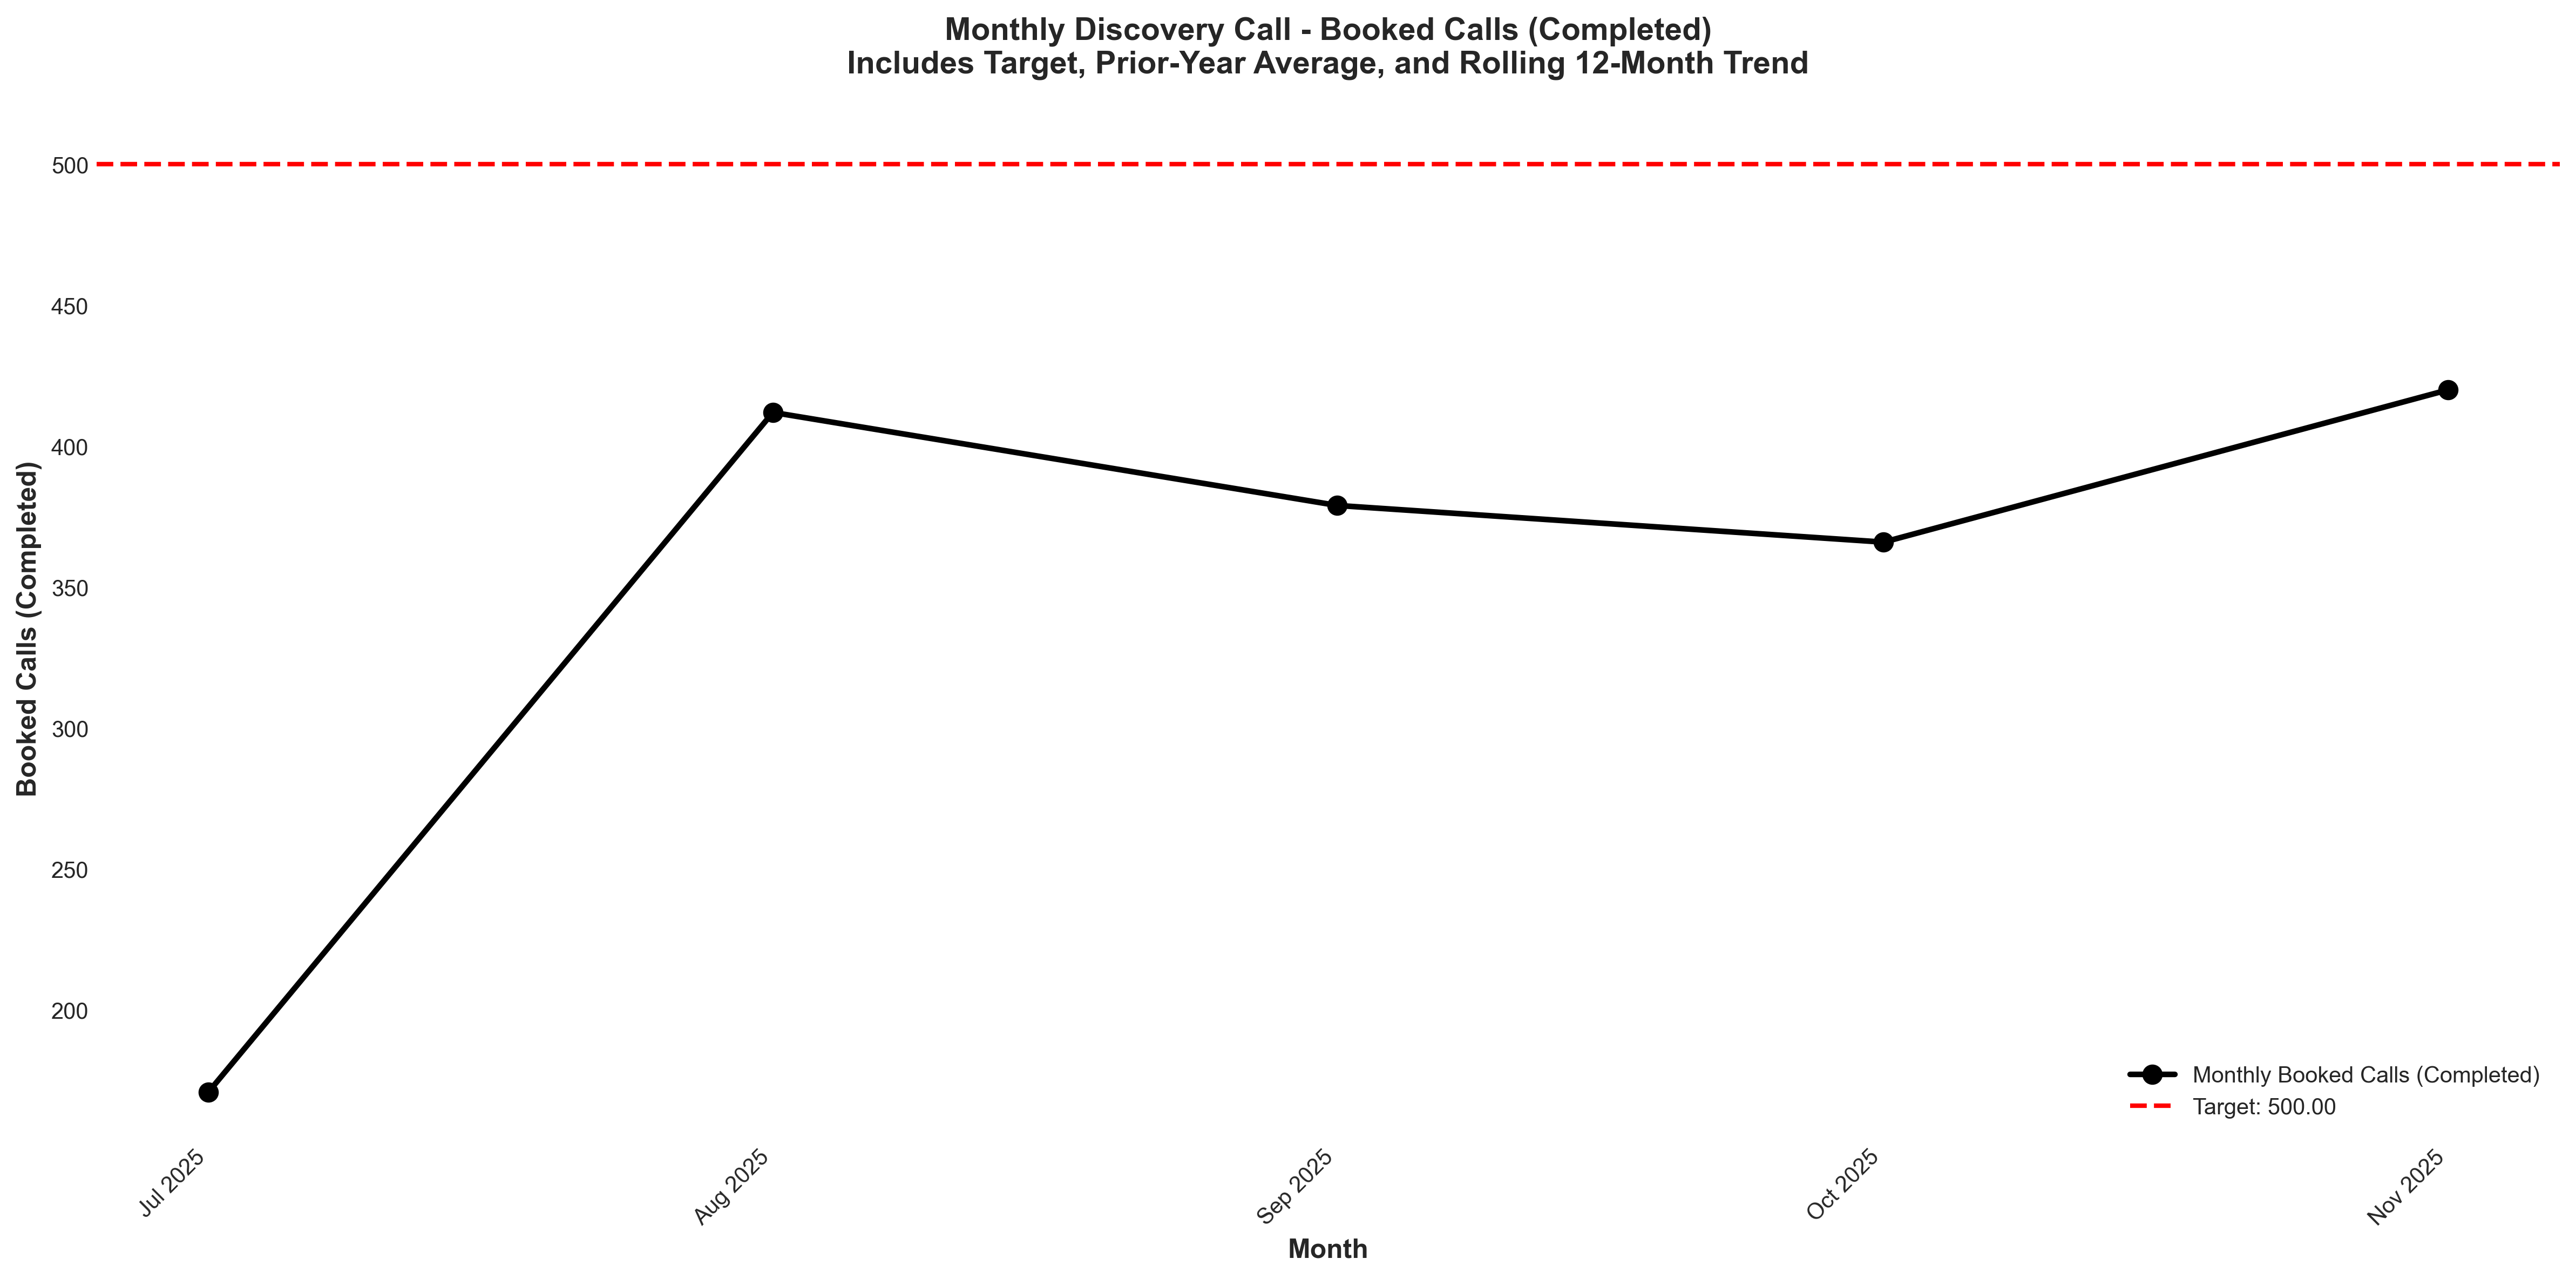 Monthly Discovery Call - Booked Calls (Completed)
Includes Target, Prior-Year Average, and Rolling 12-Month Trend
Booked Calls (Completed)
500
450
400
350
300
250
200
Monthly Booked Calls (Completed)
Target: 500.00
Jul 2025
Aug 2025
Sep 2025
Oct 2025
Nov 2025
Month